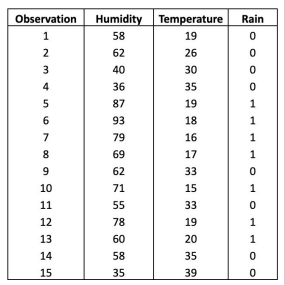 Observation Humidity Temperature Rain
1 58 19 0
2 62 26 0
3 40 30 0
4 36 35 0
5 87 19 1
6 93 18 1
7 79 16 1
8 69 17 1
9 62 33 0
10 71 15 1
11 55 33 0
12 78 19 1
13 60 20 1
14 58 35 0
15 35 39 0